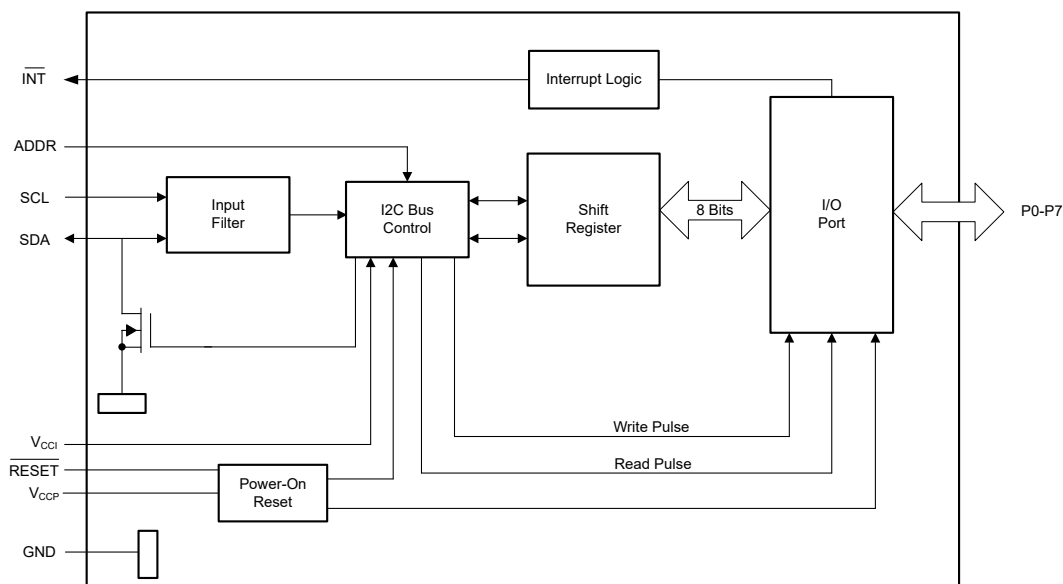 INT
Interrupt Logic
ADDR
SCL
Input
Filter
I2C Bus
Control
Shift
Register
8 Bits
I/O
Port
P0-P7
SDA
VCCI
Write Pulse
RESET
Read Pulse
VCCP
Power-On
Reset
GND